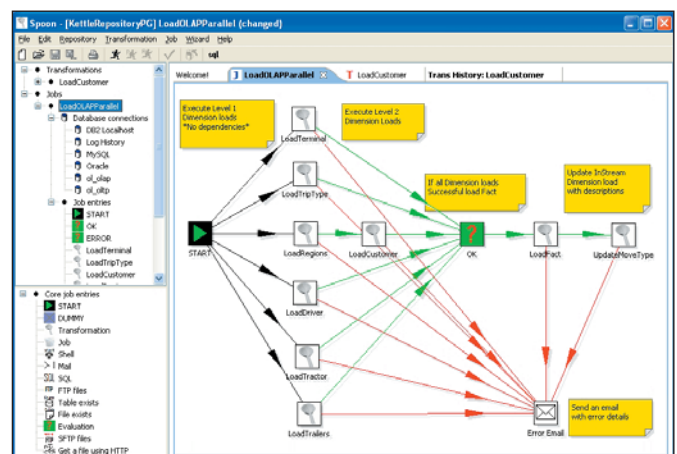 Spoon - [KettleRepositoryPG] LoadOLAPParallel (changed)
File Edit Repository Transformation Job Wizard Help
sql
Transformations
LoadCustomer
Jobs
LoadOLAPParallel
Database connections
DB2 Localhost
Log History
MySQL
Oracle
ol_olap
ol_oltp
Job entries
START
OK
ERROR
LoadTerminal
LoadTripType
LoadCustomer
Core job entries
START
DUMMY
Transformation
Job
Shell
Mail
SQL
FTP files
Table exists
File exists
Evaluation
SFTP files
Get a file using HTTP
Welcome! J LoadOLAPParallel T LoadCustomer Trans History: LoadCustomer
Execute Level 1
Dimension loads
*No dependencies*
Execute Level 2
Dimension Loads
LoadTerminal
LoadTripType
If all Dimension loads
Successful load Fact
Update InStream
Dimension load
with descriptions
START
LoadRegions
LoadCustomer
OK
LoadFact
UpdateMoveType
LoadDriver
LoadTractor
LoadTrailers
Error Email
Send an email
with error details